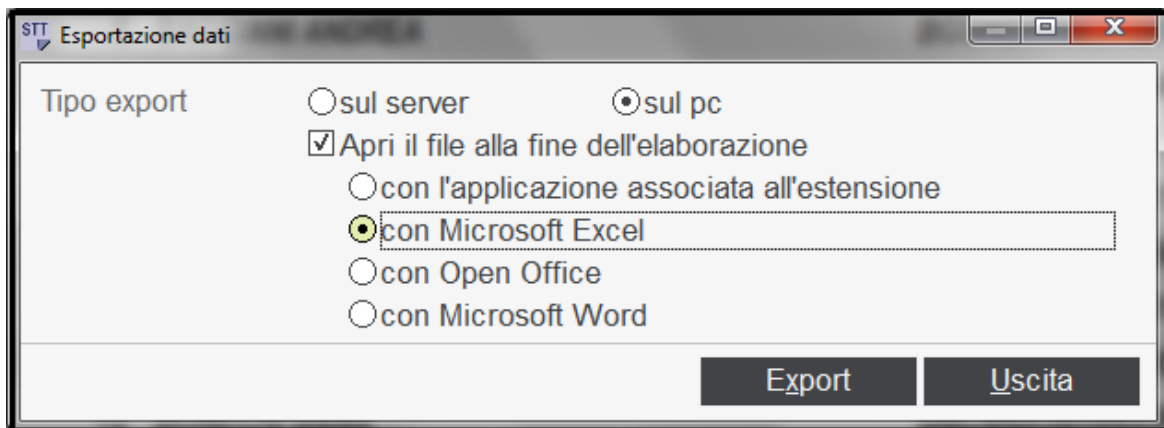 STT Esportazione dati
Tipo export sul server sul pc
Apri il file alla fine dell'elaborazione
con l'applicazione associata all'estensione
con Microsoft Excel
con Open Office
con Microsoft Word
Export Uscita